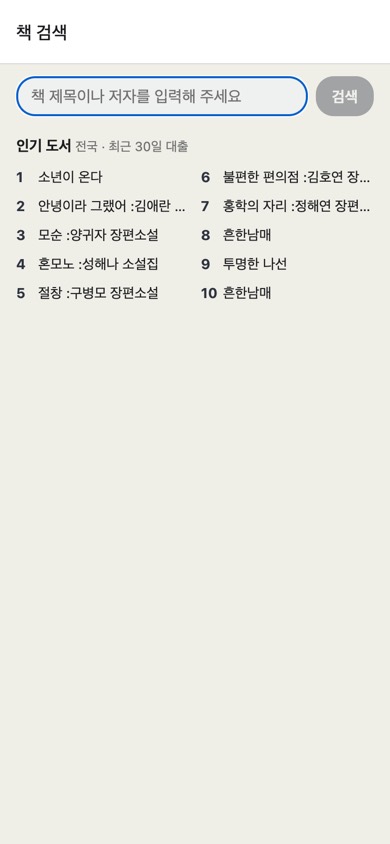 책 검색
책 제목이나 저자를 입력해 주세요
검색
인기 도서 전국 · 최근 30일 대출
1 소년이 온다
2 안녕이라 그랬어 :김애란 ...
3 모순 :양귀자 장편소설
4 혼모노 :성해나 소설집
5 절창 :구병모 장편소설
6 불편한 편의점 :김호연 장...
7 홍학의 자리 :정해연 장편...
8 흔한남매
9 투명한 나선
10 흔한남매